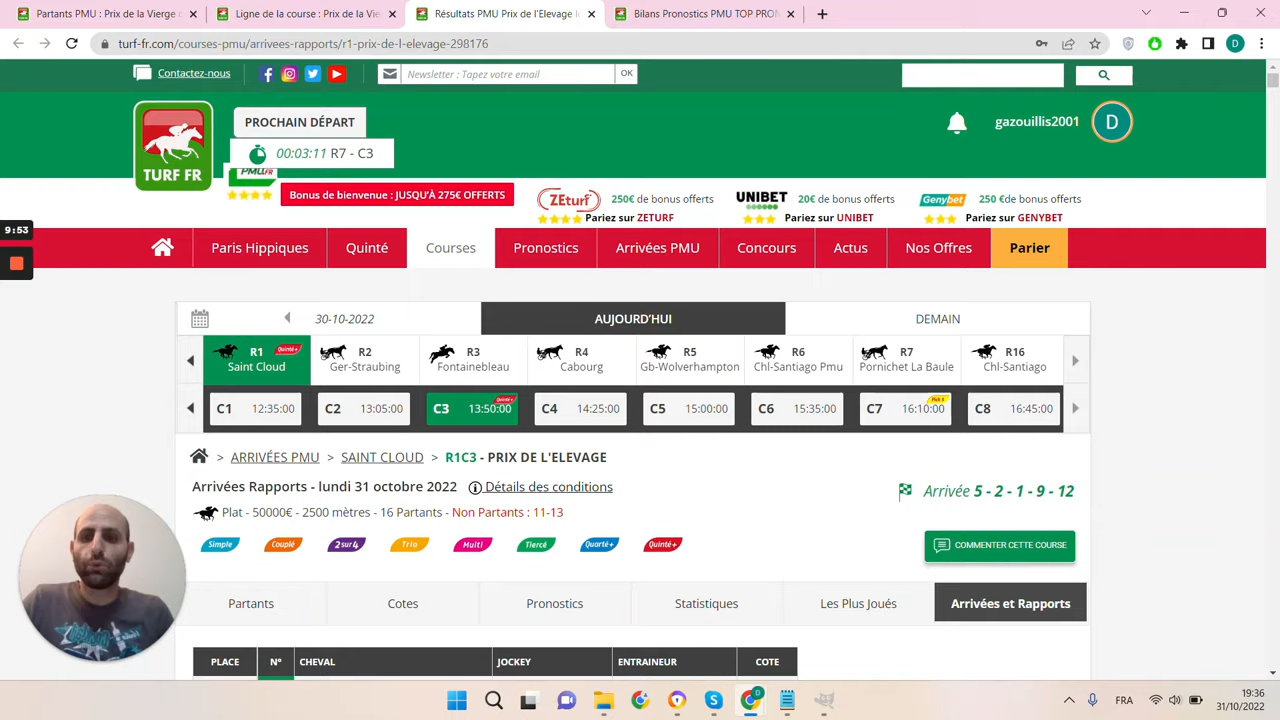 Partants PMU : Prix de la Vierge c
Ligne de la course : Prix de la Vie
Résultats PMU Prix de l'Elevage l
Bilans Pronostics PMU TOP PRON
turf-fr.com/courses-pmu/arrivees-rapports/r1-prix-de-l-elevage-298176
D
Contactez-nous
Newsletter : Tapez votre email
OK
TURF FR
PROCHAIN DÉPART
00:03:11 R7 - C3
gazouillis2001
D
PMU.FR
Bonus de bienvenue : JUSQU'À 275€ OFFERTS
ZEturf
250€ de bonus offerts
Pariez sur ZETURF
UNIBET
20€ de bonus offerts
Pariez sur UNIBET
Genybet
250 €de bonus offerts
Pariez sur GENYBET
9:53
Paris Hippiques
Quinté
Courses
Pronostics
Arrivées PMU
Concours
Actus
Nos Offres
Parier
30-10-2022
AUJOURD'HUI
DEMAIN
R1
Quinté+
Saint Cloud
R2
Ger-Straubing
R3
Fontainebleau
R4
Cabourg
R5
Gb-Wolverhampton
R6
Chl-Santiago Pmu
R7
Pornichet La Baule
R16
Chl-Santiago
C1 12:35:00
C2 13:05:00
C3 13:50:00
Quinté+
C4 14:25:00
C5 15:00:00
C6 15:35:00
C7 16:10:00
Pick 5
C8 16:45:00
> ARRIVÉES PMU > SAINT CLOUD > R1C3 - PRIX DE L'ELEVAGE
Arrivées Rapports - lundi 31 octobre 2022 Détails des conditions
Arrivée 5 - 2 - 1 - 9 - 12
Plat - 50000€ - 2500 mètres - 16 Partants - Non Partants : 11-13
Simple
Couplé
2sur4
Trio
Multi
Tiercé
Quarté+
Quinté+
COMMENTER CETTE COURSE
Partants
Cotes
Pronostics
Statistiques
Les Plus Joués
Arrivées et Rapports
PLACE
N°
CHEVAL
JOCKEY
ENTRAINEUR
COTE
FRA
19:36
31/10/2022